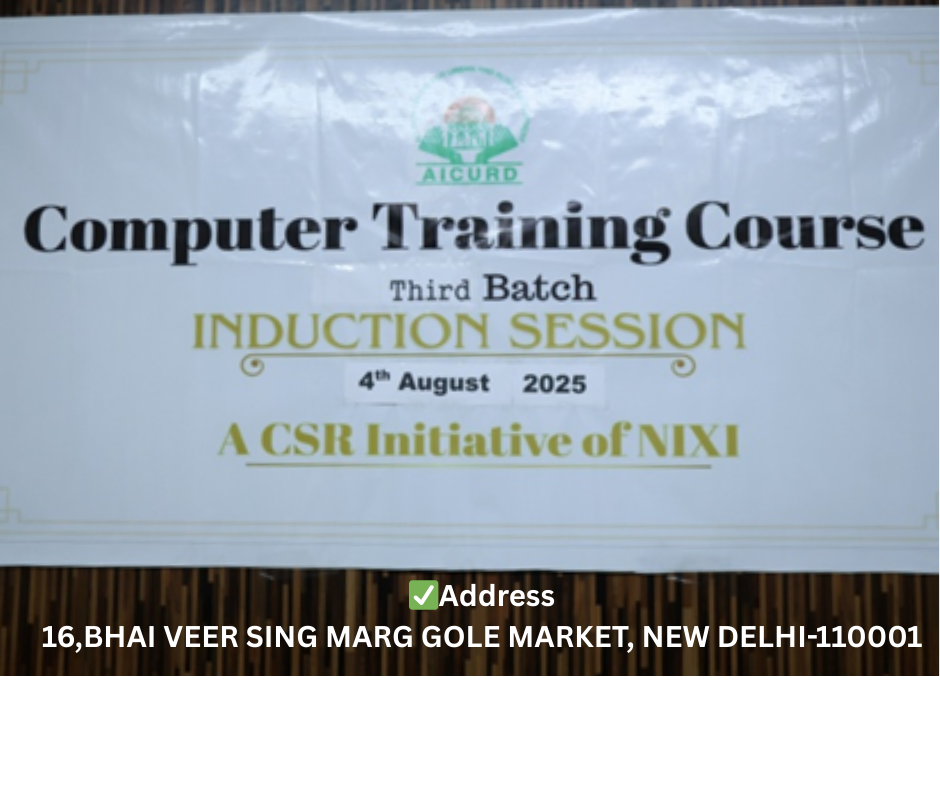 AICURD
Computer Training Course
Third Batch
INDUCTION SESSION
4th August 2025
A CSR Initiative of NIXI
✅Address
16,BHAI VEER SING MARG GOLE MARKET, NEW DELHI-110001